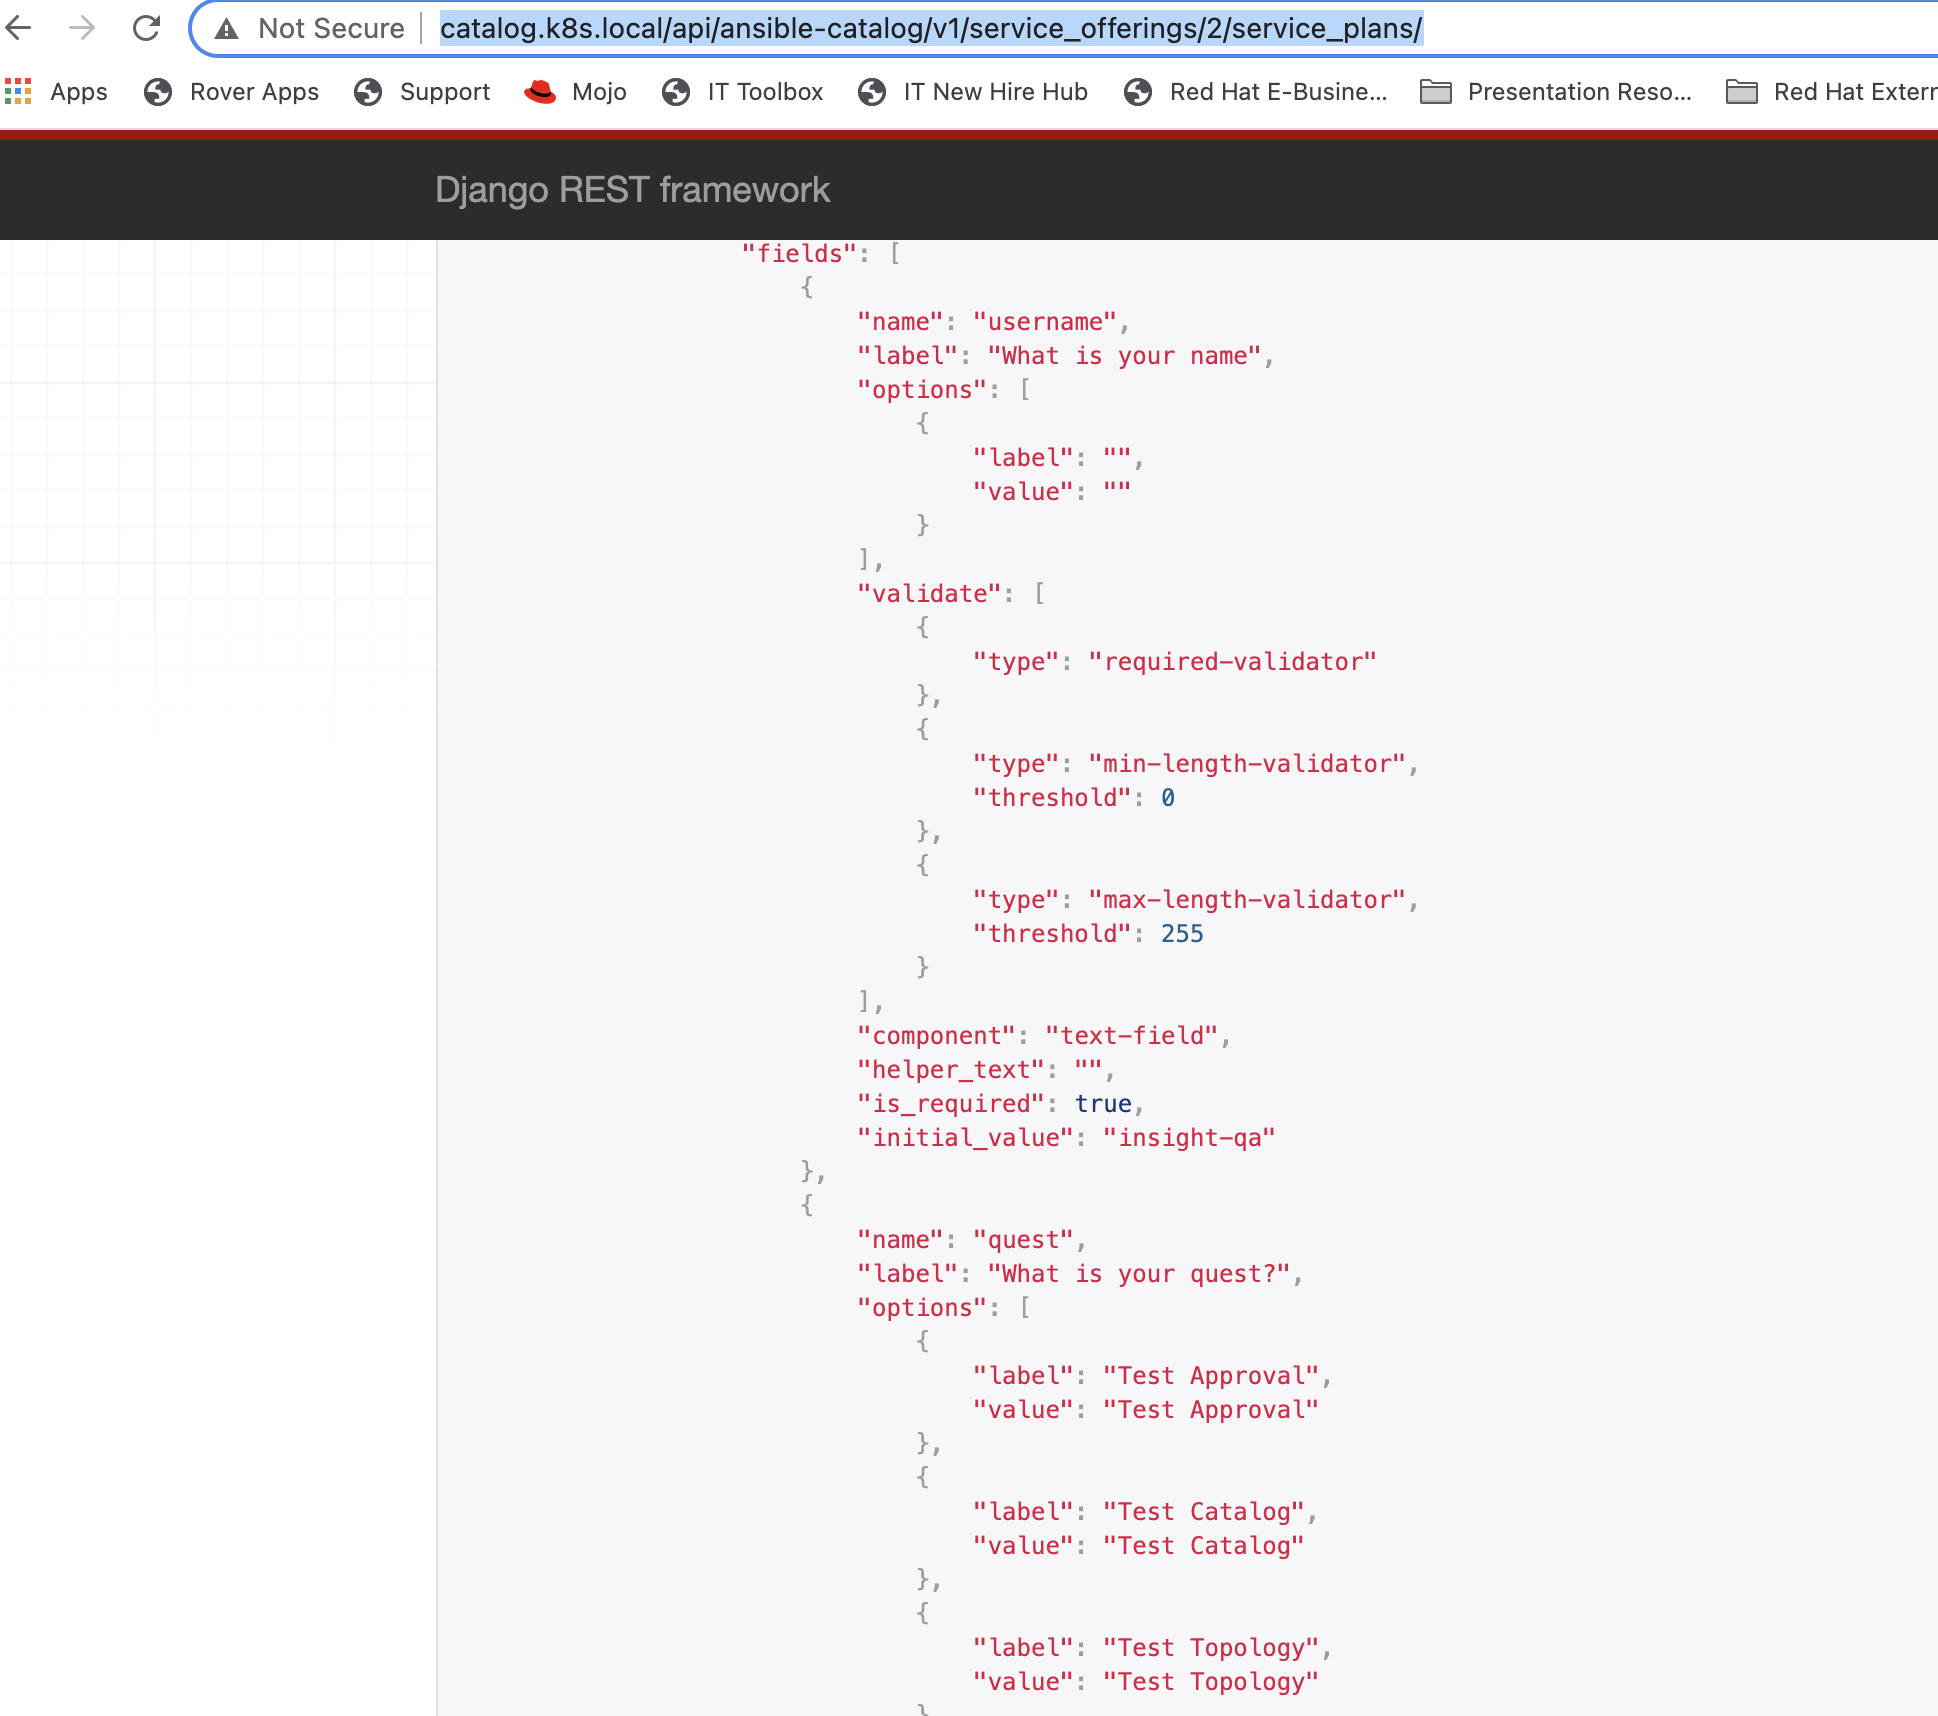 Not Secure catalog.k8s.local/api/ansible-catalog/v1/service_offerings/2/service_plans/
Apps Rover Apps Support Mojo IT Toolbox IT New Hire Hub Red Hat E-Busine... Presentation Reso... Red Hat Extern
Django REST framework
"fields": [
{
"name": "username",
"label": "What is your name",
"options": [
{
"label": "",
"value": ""
}
],
"validate": [
{
"type": "required-validator"
},
{
"type": "min-length-validator",
"threshold": 0
},
{
"type": "max-length-validator",
"threshold": 255
}
],
"component": "text-field",
"helper_text": "",
"is_required": true,
"initial_value": "insight-qa"
},
{
"name": "quest",
"label": "What is your quest?",
"options": [
{
"label": "Test Approval",
"value": "Test Approval"
},
{
"label": "Test Catalog",
"value": "Test Catalog"
},
{
"label": "Test Topology",
"value": "Test Topology"
}